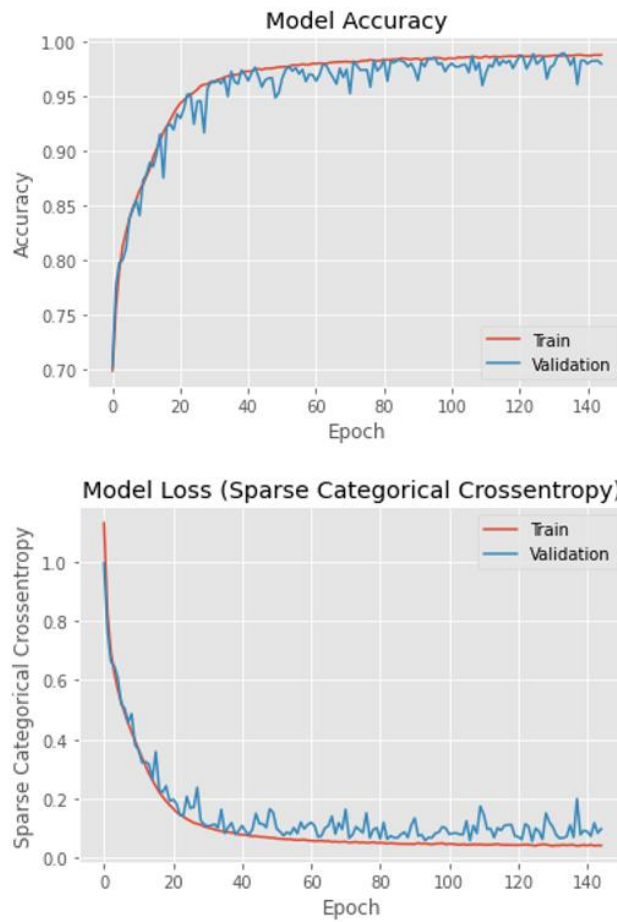 Model Accuracy
1.00
0.95
0.90
0.85
0.80
0.75
0.70
Accuracy
Train
Validation
0 20 40 60 80 100 120 140
Epoch
Model Loss (Sparse Categorical Crossentropy)
1.0
0.8
0.6
0.4
0.2
0.0
Sparse Categorical Crossentropy
Train
Validation
0 20 40 60 80 100 120 140
Epoch